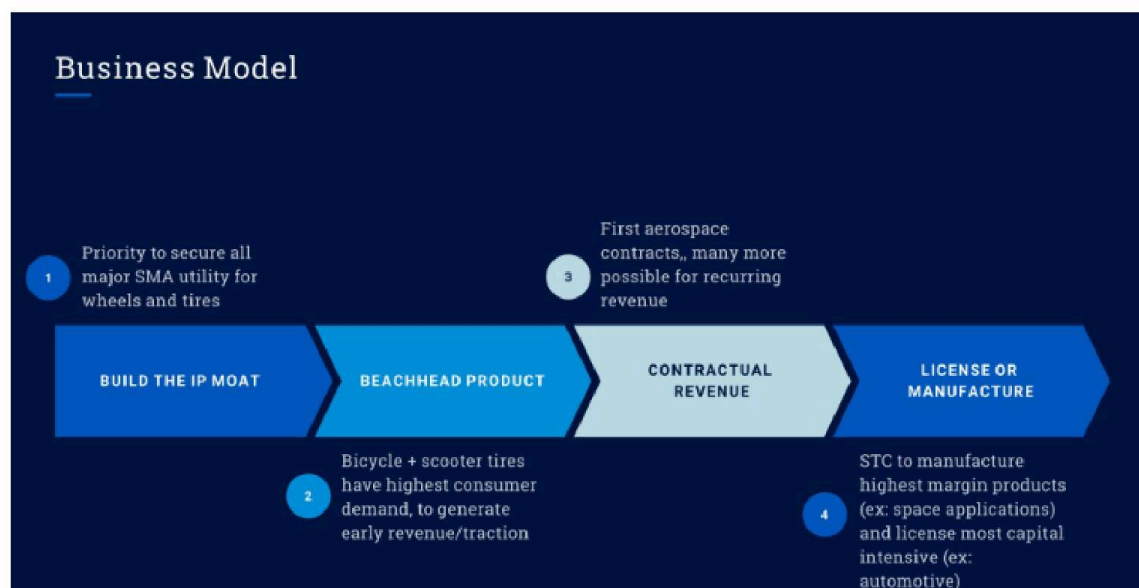 Business Model
1
Priority to secure all
major SMA utility for
wheels and tires
3
First aerospace
contracts,, many more
possible for recurring
revenue
BUILD THE IP MOAT
BEACHHEAD PRODUCT
CONTRACTUAL
REVENUE
LICENSE OR
MANUFACTURE
2
Bicycle + scooter tires
have highest consumer
demand, to generate
early revenue/traction
4
STC to manufacture
highest margin products
(ex: space applications)
and license most capital
intensive (ex:
automotive)